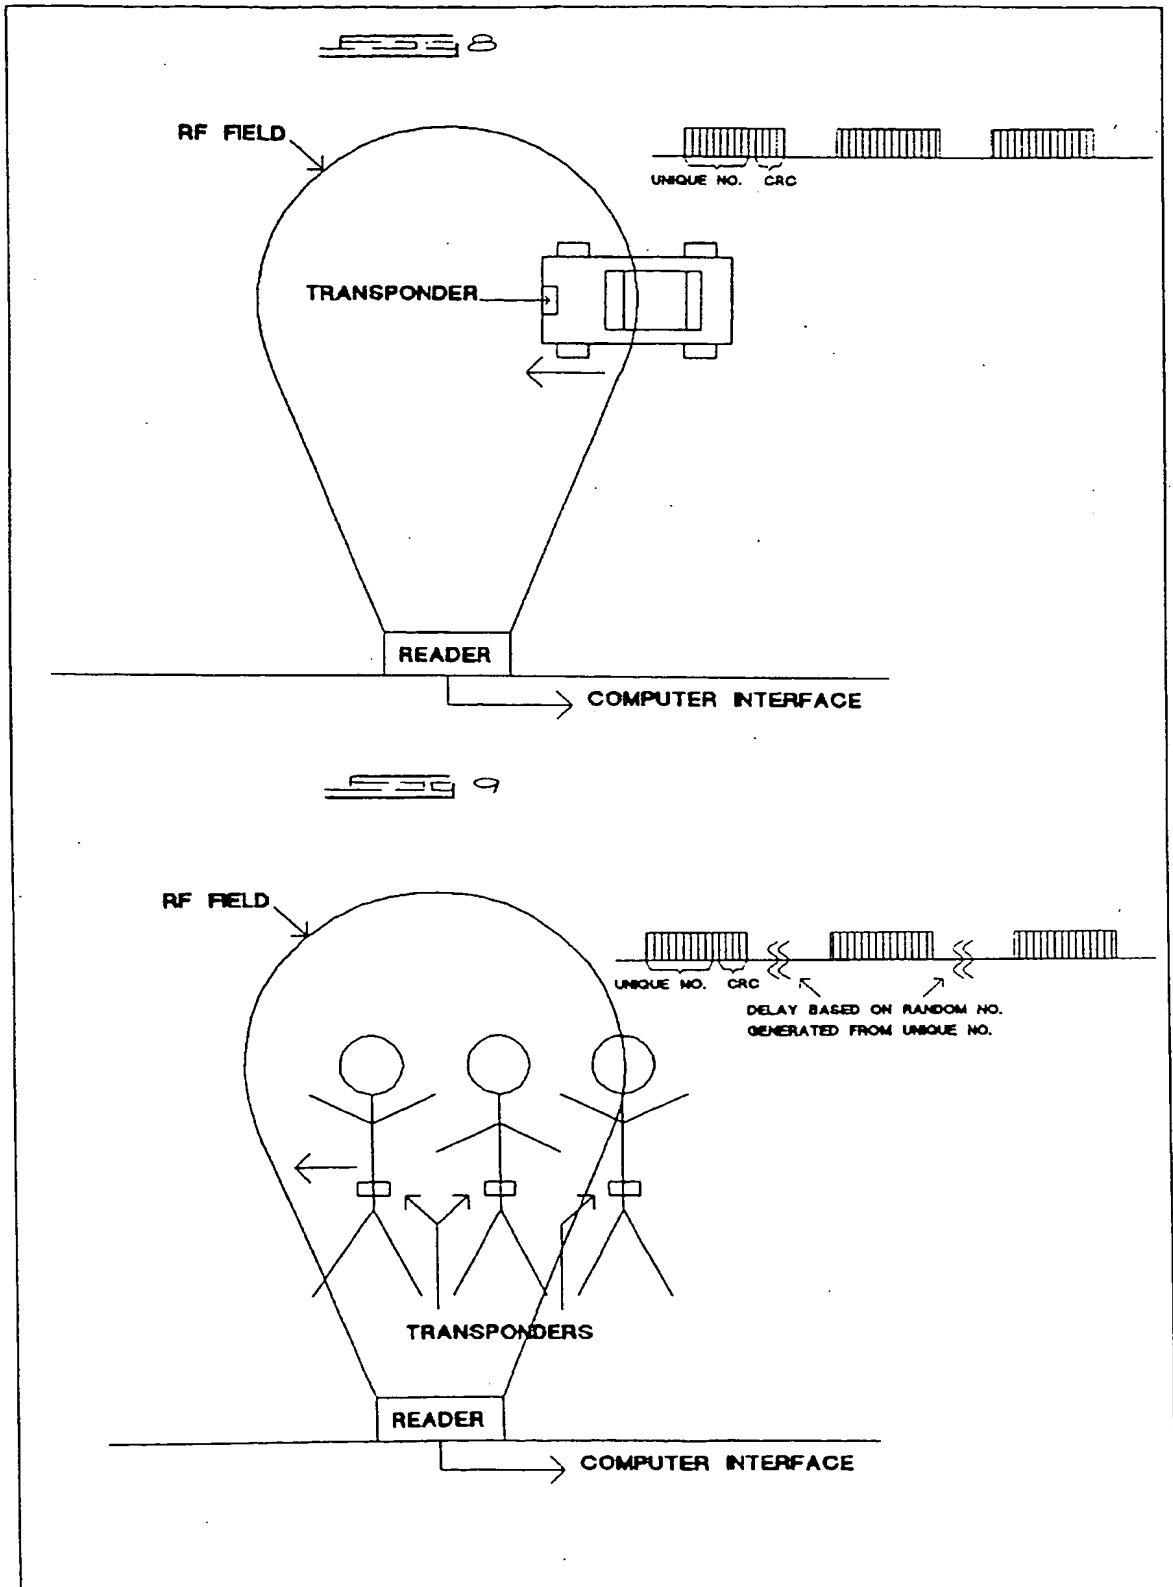 8
RF FIELD
UNIQUE NO. CRC
TRANSPONDER
READER
COMPUTER INTERFACE
9
RF FIELD
UNIQUE NO. CRC
DELAY BASED ON RANDOM NO.
GENERATED FROM UNIQUE NO.
TRANSPONDERS
READER
COMPUTER INTERFACE